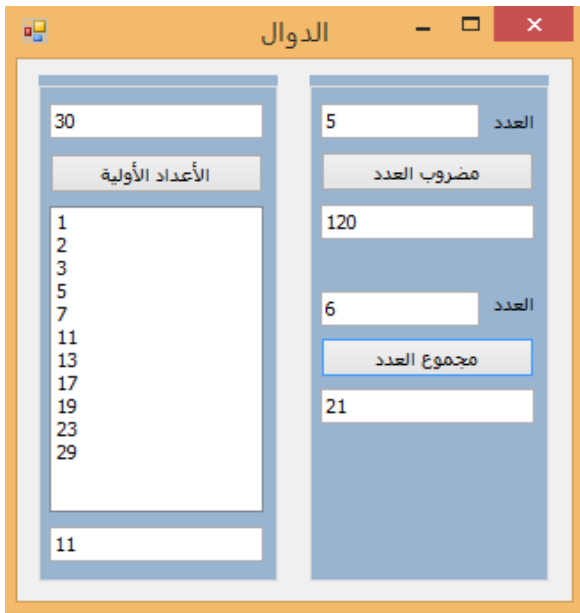 الدوال
العدد 5
مضروب العدد
120
العدد 6
مجموع العدد
21
30
الأعداد الأولية
1
2
3
5
7
11
13
17
19
23
29
11